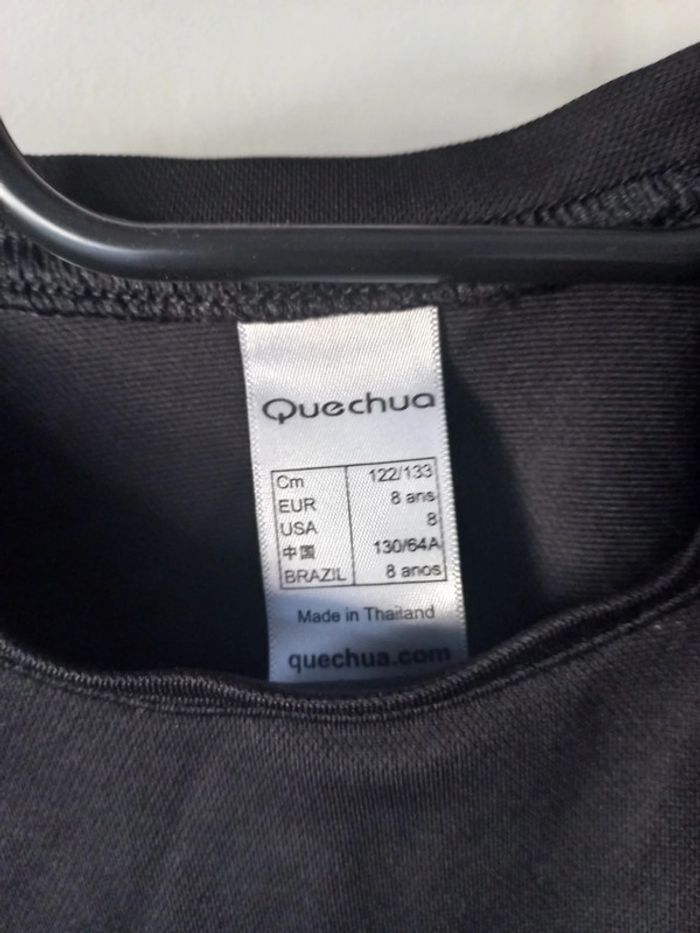 Quechua
Cm 122/133
EUR 8 ans
USA 8
中国 130/64A
BRAZIL 8 anos
Made in Thailand
quechua.com